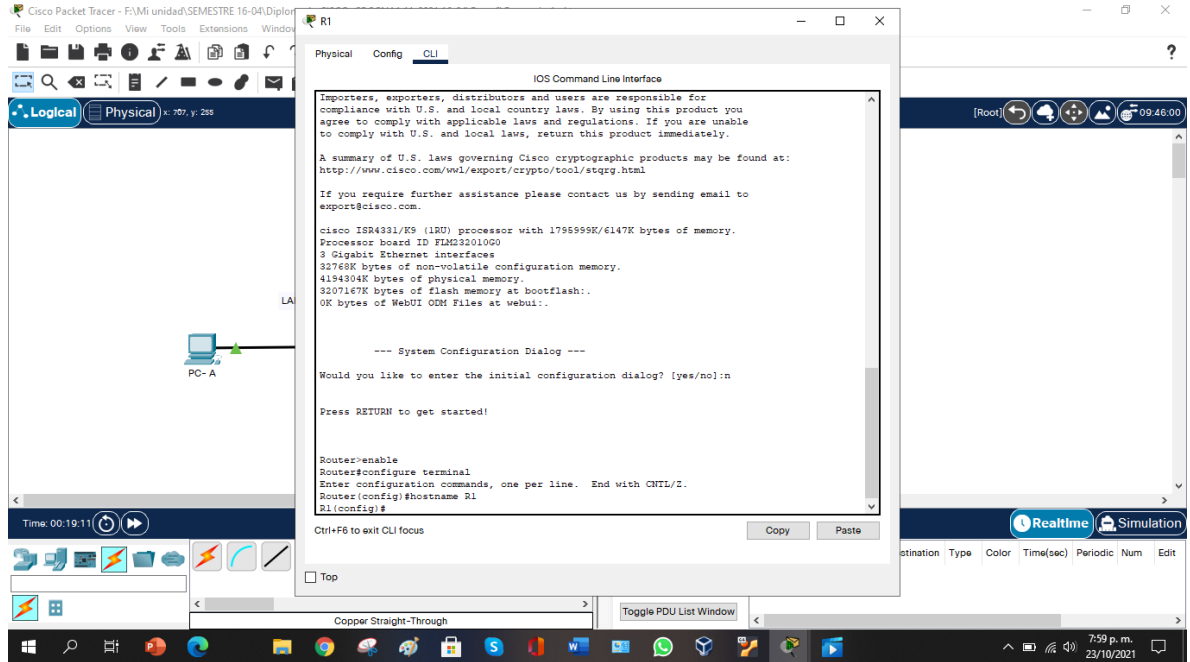 Cisco Packet Tracer - F:\Mi unidad\SEMESTRE 16-04\Diplor
File Edit Options View Tools Extensions Window
?
Logical Physical x: 707, y: 255
[Root] 09:46:00
LA
PC- A
R1
Physical Config CLI
IOS Command Line Interface
Importers, exporters, distributors and users are responsible for
compliance with U.S. and local country laws. By using this product you
agree to comply with applicable laws and regulations. If you are unable
to comply with U.S. and local laws, return this product immediately.
A summary of U.S. laws governing Cisco cryptographic products may be found at:
http://www.cisco.com/wwl/export/crypto/tool/stqrg.html
If you require further assistance please contact us by sending email to
export@cisco.com.
cisco ISR4331/K9 (1RU) processor with 1795999K/6147K bytes of memory.
Processor board ID FLM232010G0
3 Gigabit Ethernet interfaces
32768K bytes of non-volatile configuration memory.
4194304K bytes of physical memory.
3207167K bytes of flash memory at bootflash:.
0K bytes of WebUI ODM Files at webui:.
--- System Configuration Dialog ---
Would you like to enter the initial configuration dialog? [yes/no]:n
Press RETURN to get started!
Router>enable
Router#configure terminal
Enter configuration commands, one per line. End with CNTL/Z.
Router(config)#hostname R1
R1(config)#
Ctrl+F6 to exit CLI focus
Copy Paste
Top
Time: 00:19:11
Realtime Simulation
stination Type Color Time(sec) Periodic Num Edit
Toggle PDU List Window
Copper Straight-Through
7:59 p. m.
23/10/2021